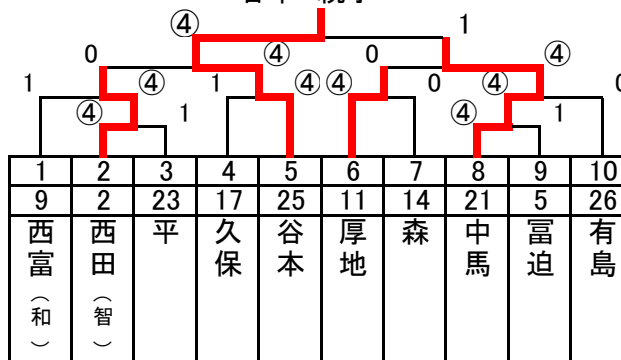 ④ 1
0 ④ 0 ④
1 ④ 1 ④ ④ 0 ④ 0
④ 1 ④ 1
1 2 3 4 5 6 7 8 9 10
9 2 23 17 25 11 14 21 5 26
西富（和）
西田（智）
平
久保
谷本
厚地
森
中馬
冨迫
有島